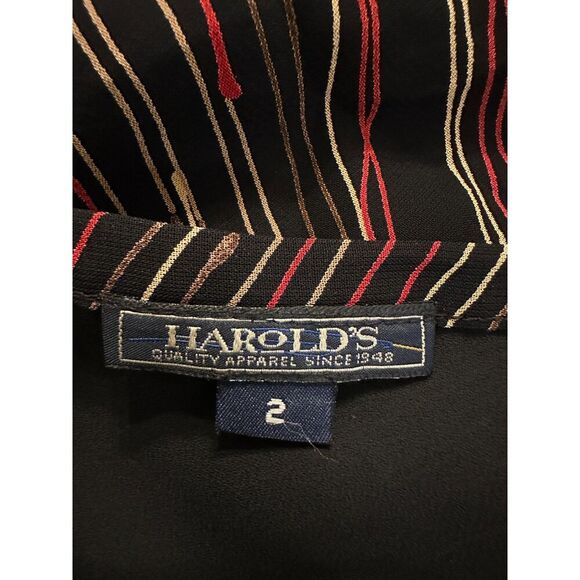 HAROLD'S
QUALITY APPAREL SINCE 1948
2